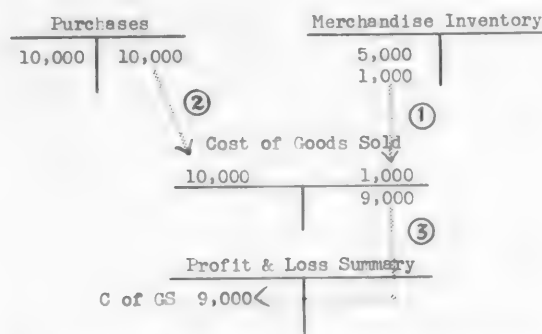 Purchases
Merchandise Inventory
10,000 10,000
5,000
1,000
②
①
Cost of Goods Sold
10,000 1,000
9,000
③
Profit & Loss Summary
C of GS 9,000